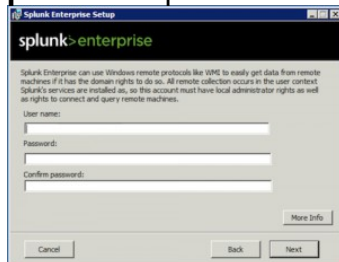 Splunk Enterprise Setup
splunk>enterprise
Splunk Enterprise can use Windows remote protocols like WMI to easily get data from remote
machines if it has the domain rights to do so. All remote collection occurs in the user context
Splunk's services are installed as, so this account must have local administrator rights as well
as rights to connect and query remote machines.
User name:
Password:
Confirm password:
More Info
Cancel
Back
Next